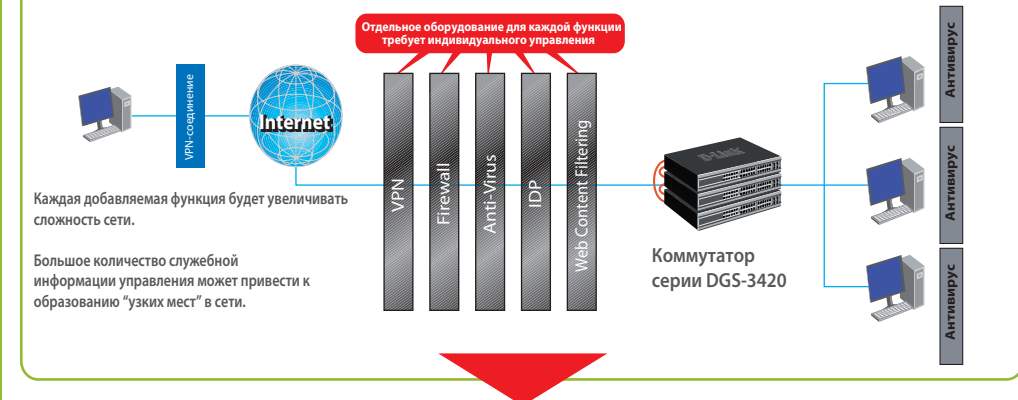 Отдельное оборудование для каждой функции
требует индивидуального управления
VPN-соединение
Internet
Каждая добавляемая функция будет увеличивать
сложность сети.
Большое количество служебной
информации управления может привести к
образованию “узких мест” в сети.
VPN
Firewall
Anti-Virus
IDP
Web Content Filtering
D-Link
Коммутатор
серии DGS-3420
Антивирус
Антивирус
Антивирус